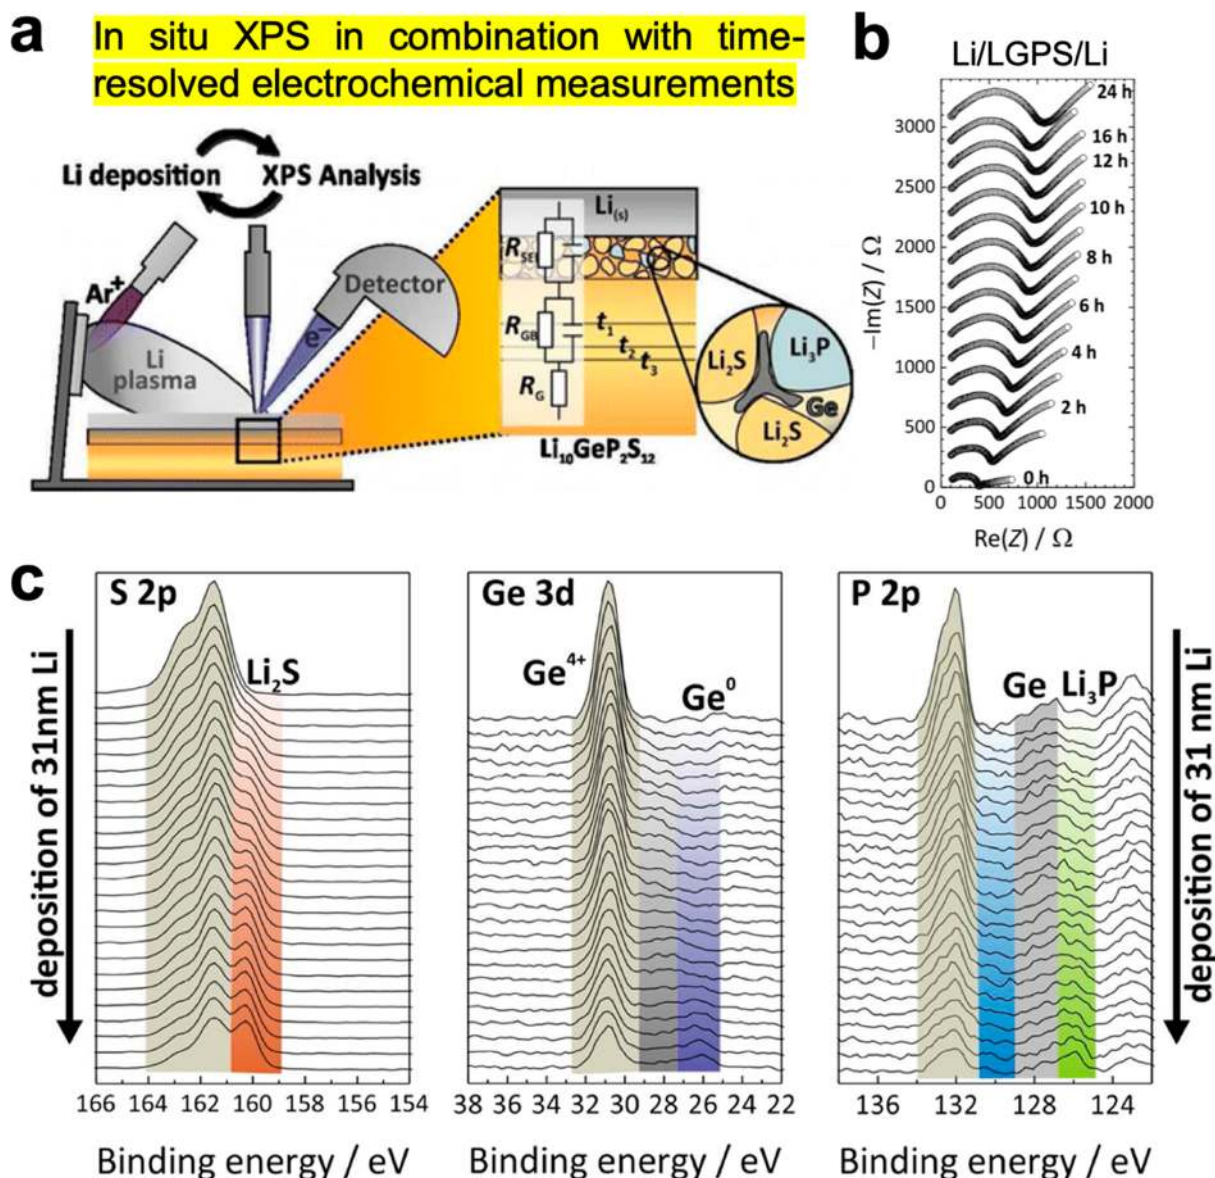 a
In situ XPS in combination with time-
resolved electrochemical measurements
Li deposition
XPS Analysis
Ar⁺
Li
plasma
e⁻
Detector
Li₍ₛ₎
R_SEI
R_GB
R_G
t₁
t₂
t₃
Li₁₀GeP₂S₁₂
Li₂S
Li₃P
Ge
Li₂S
b
Li/LGPS/Li
−Im(Z) / Ω
3000
2500
2000
1500
1000
500
0
24 h
16 h
12 h
10 h
8 h
6 h
4 h
2 h
0 h
0 500 1000 1500 2000
Re(Z) / Ω
c
deposition of 31nm Li
S 2p
Li₂S
166 164 162 160 158 156 154
Binding energy / eV
Ge 3d
Ge⁴⁺
Ge⁰
38 36 34 32 30 28 26 24 22
Binding energy / eV
P 2p
Ge
Li₃P
136 132 128 124
Binding energy / eV
deposition of 31 nm Li